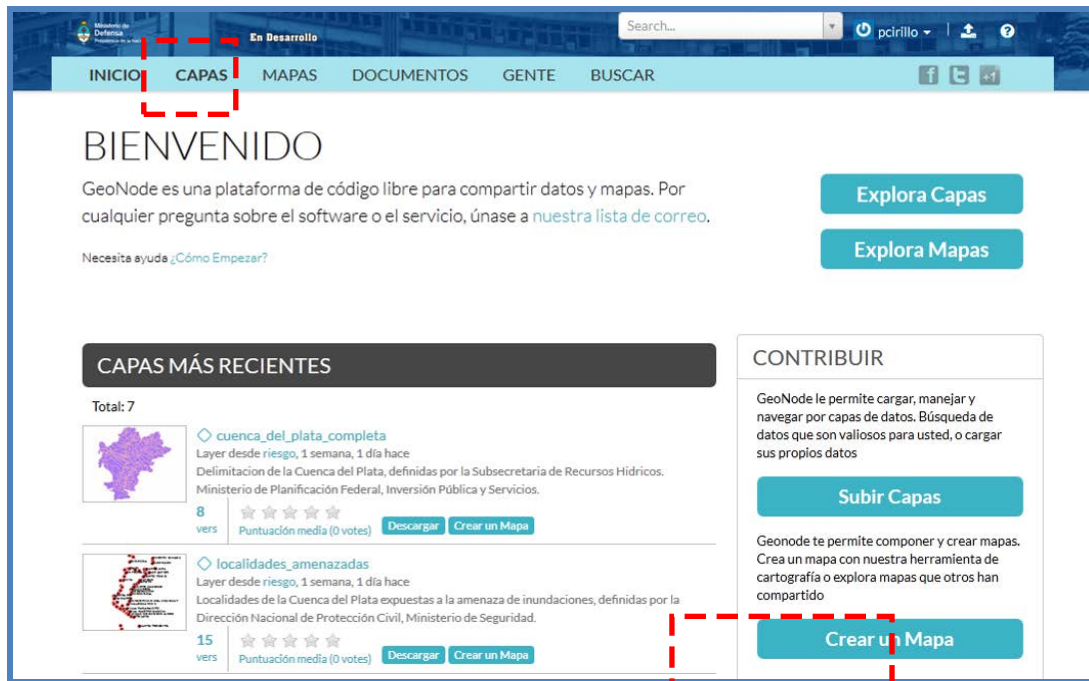 Ministerio de
Defensa
En Desarrollo
Search...
pcirillo
INICIO CAPAS MAPAS DOCUMENTOS GENTE BUSCAR
f t +1
BIENVENIDO
GeoNode es una plataforma de código libre para compartir datos y mapas. Por
cualquier pregunta sobre el software o el servicio, únase a nuestra lista de correo.
Necesita ayuda ¿Cómo Empezar?
Explora Capas
Explora Mapas
CAPAS MÁS RECIENTES
Total: 7
cuenca_del_plata_completa
Layer desde riesgo, 1 semana, 1 día hace
Delimitacion de la Cuenca del Plata, definidas por la Subsecretaria de Recursos Hidricos.
Ministerio de Planificación Federal, Inversión Pública y Servicios.
8
vers
Puntuación media (0 votes) Descargar Crear un Mapa
localidades_amenazadas
Layer desde riesgo, 1 semana, 1 día hace
Localidades de la Cuenca del Plata expuestas a la amenaza de inundaciones, definidas por la
Dirección Nacional de Protección Civil, Ministerio de Seguridad.
15
vers
Puntuación media (0 votes) Descargar Crear un Mapa
CONTRIBUIR
GeoNode le permite cargar, manejar y
navegar por capas de datos. Búsqueda de
datos que son valiosos para usted, o cargar
sus propios datos
Subir Capas
Geonode te permite componer y crear mapas.
Crea un mapa con nuestra herramienta de
cartografía o explora mapas que otros han
compartido
Crear un Mapa